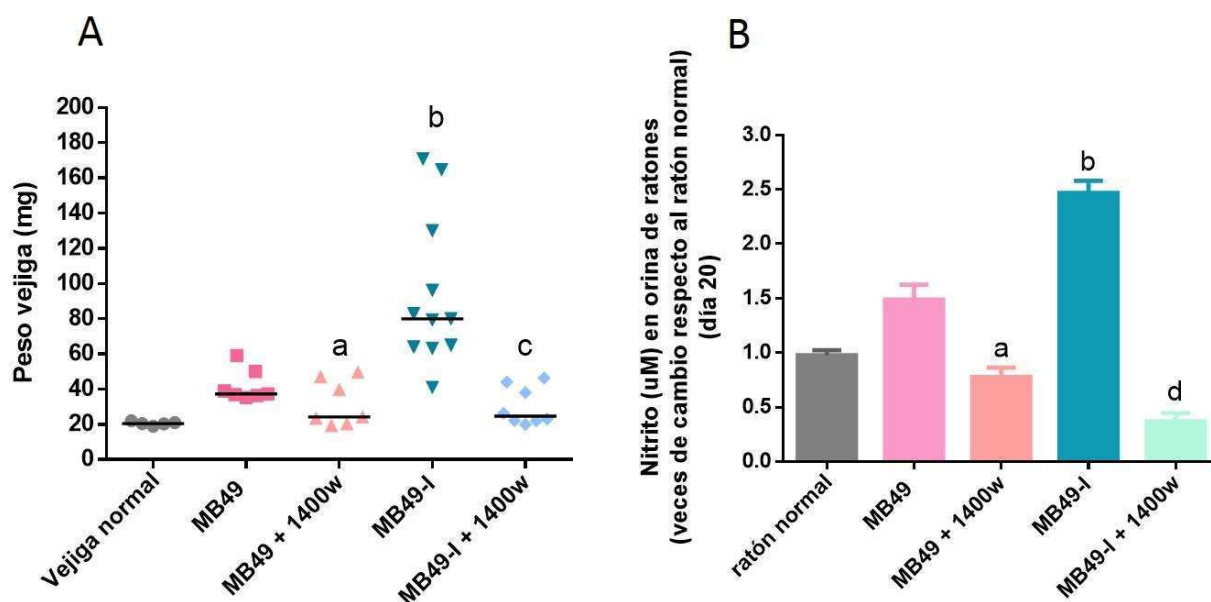 A
Peso vejiga (mg)
200
180
160
140
120
100
80
60
40
20
0
a
b
c
Vejiga normal
MB49
MB49 + 1400w
MB49-I
MB49-I + 1400w
B
Nitrito (uM) en orina de ratones
(veces de cambio respecto al ratón normal)
(día 20)
3.0
2.5
2.0
1.5
1.0
0.5
0.0
a
b
d
ratón normal
MB49
MB49 + 1400w
MB49-I
MB49-I + 1400w